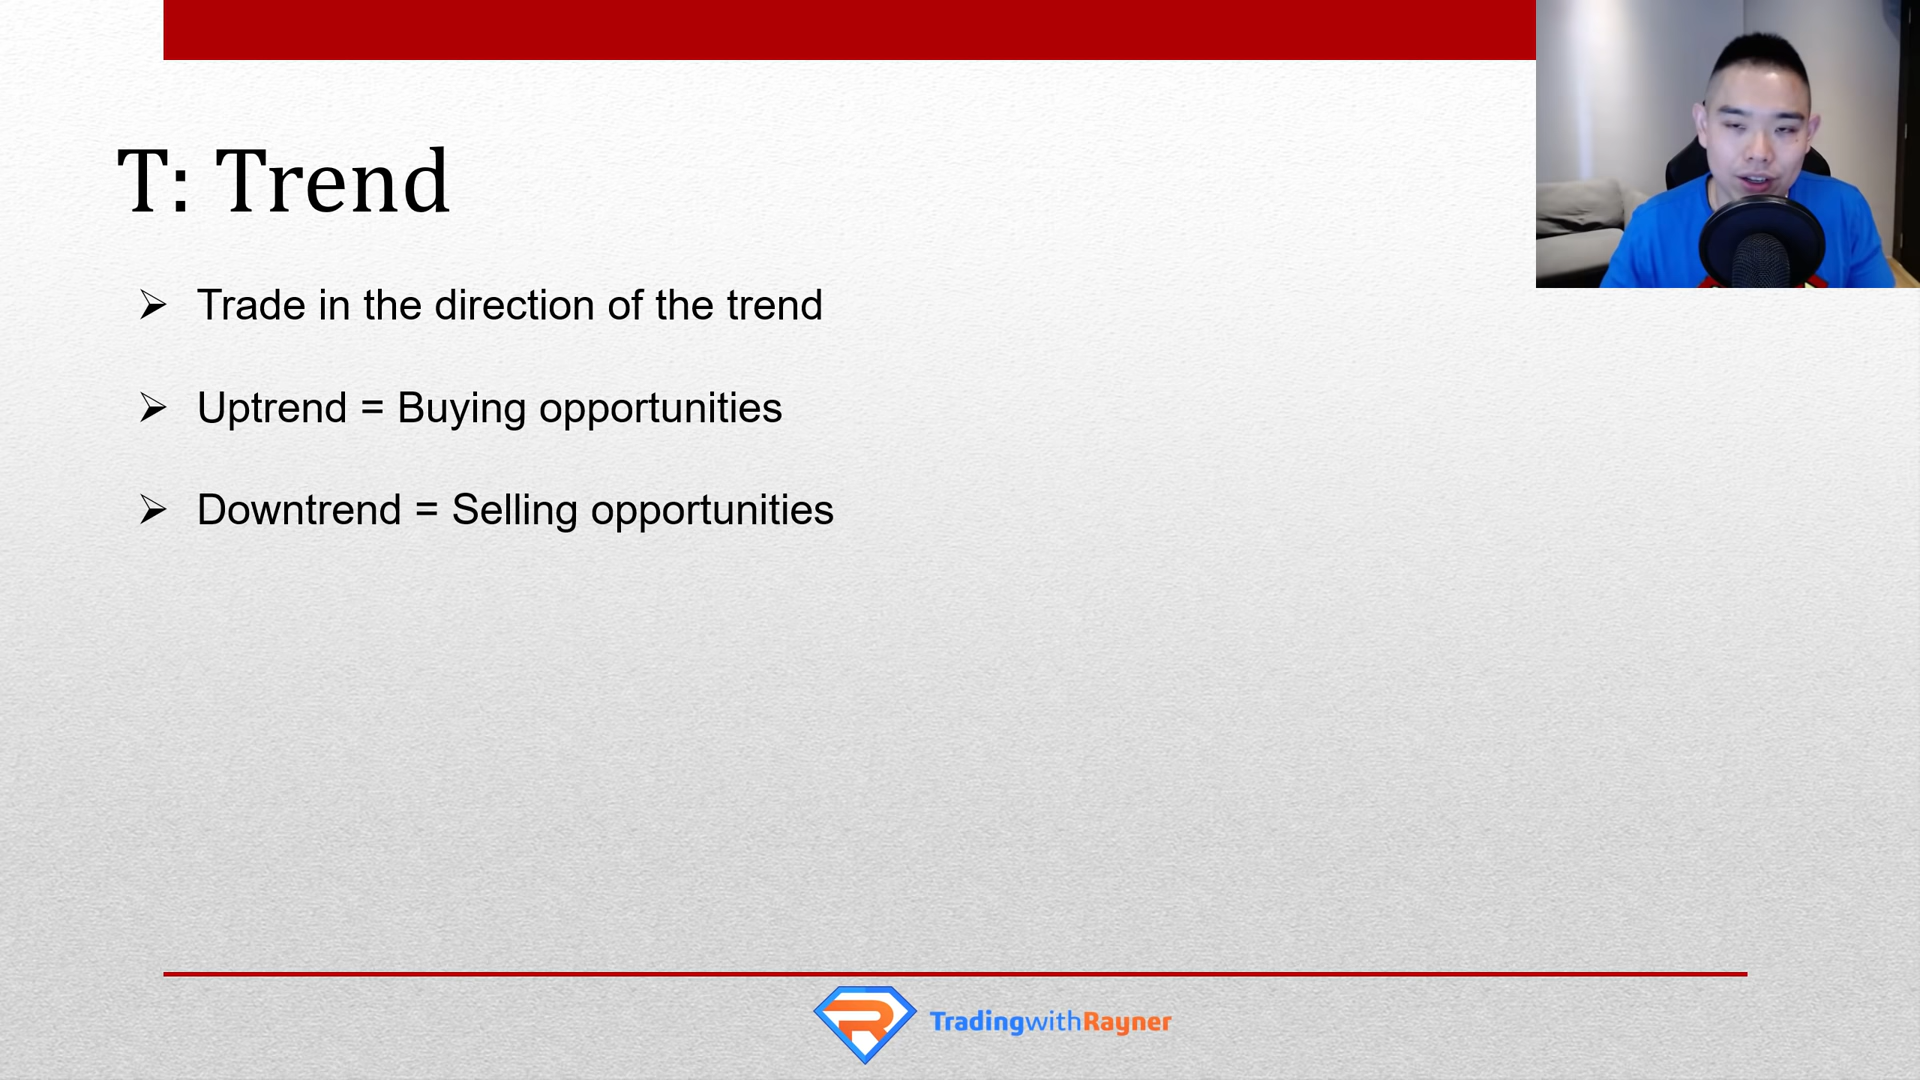 T: Trend
➢ Trade in the direction of the trend
➢ Uptrend = Buying opportunities
➢ Downtrend = Selling opportunities
TradingwithRayner